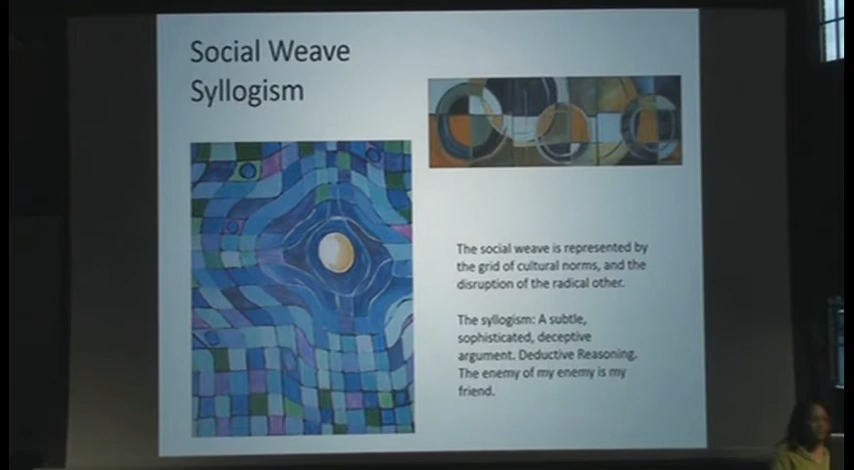 Social Weave
Syllogism
The social weave is represented by
the grid of cultural norms, and the
disruption of the radical other.
The syllogism: A subtle,
sophisticated, deceptive
argument. Deductive Reasoning.
The enemy of my enemy is my
friend.